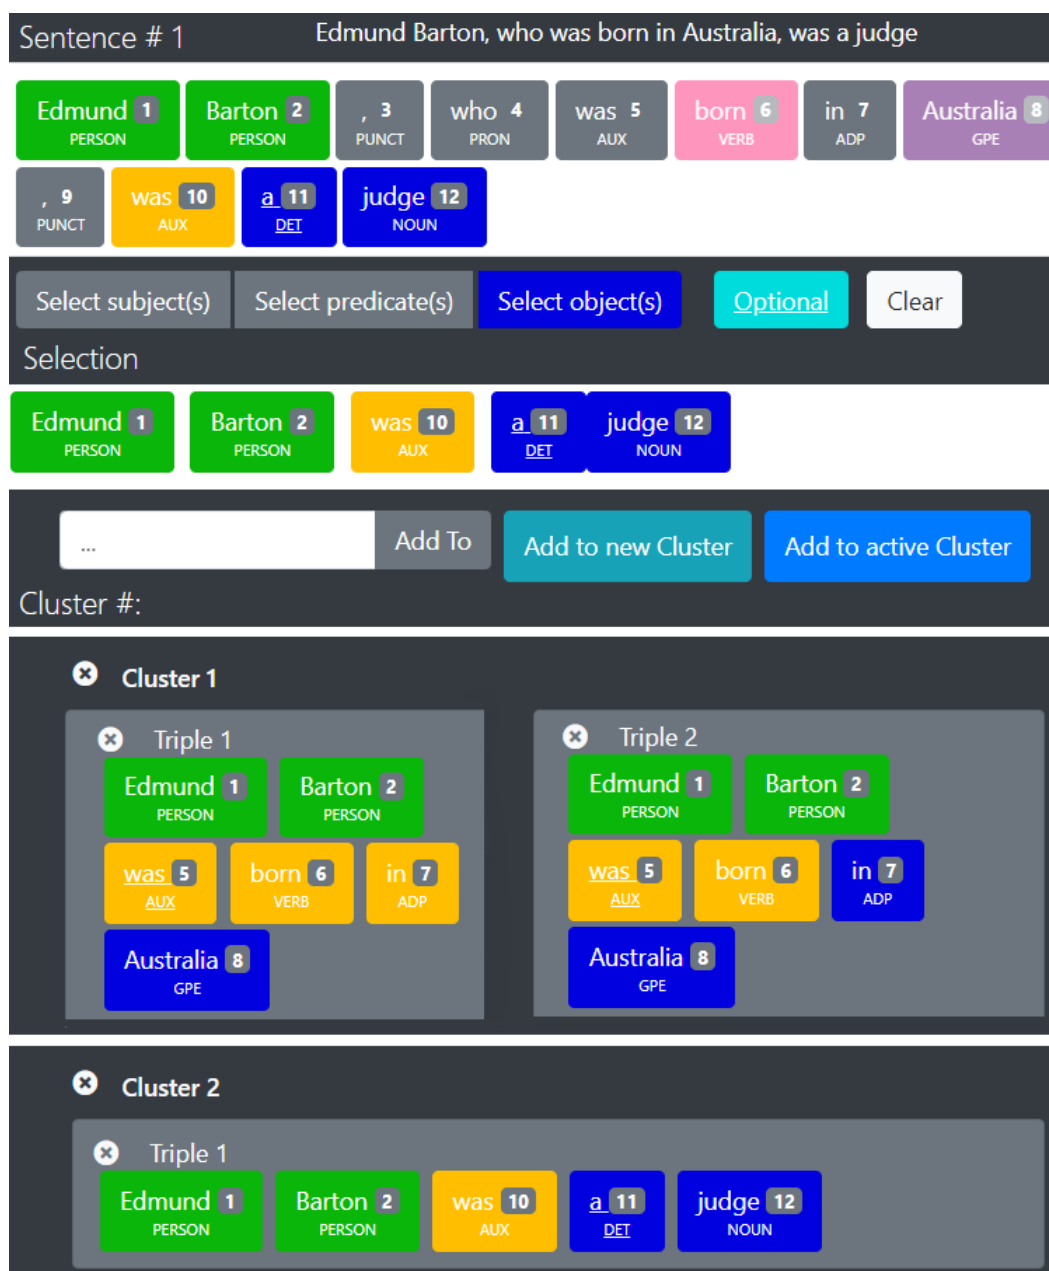 Sentence # 1 Edmund Barton, who was born in Australia, was a judge
Edmund 1 Barton 2 , 3 who 4 was 5 born 6 in 7 Australia 8
PERSON PERSON PUNCT PRON AUX VERB ADP GPE
, 9 was 10 a 11 judge 12
PUNCT AUX DET NOUN
Select subject(s) Select predicate(s) Select object(s) Optional Clear
Selection
Edmund 1 Barton 2 was 10 a 11 judge 12
PERSON PERSON AUX DET NOUN
... Add To Add to new Cluster Add to active Cluster
Cluster #:
Cluster 1
Triple 1
Edmund 1 Barton 2
PERSON PERSON
was 5 born 6 in 7
AUX VERB ADP
Australia 8
GPE
Triple 2
Edmund 1 Barton 2
PERSON PERSON
was 5 born 6 in 7
AUX VERB ADP
Australia 8
GPE
Cluster 2
Triple 1
Edmund 1 Barton 2 was 10 a 11 judge 12
PERSON PERSON AUX DET NOUN